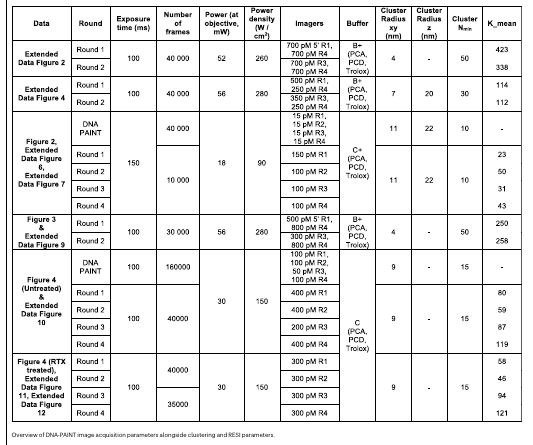 Data Round Exposure time (ms) Number of frames Power (at objective, mW) Power density (W / cm²) Imagers Buffer Cluster Radius xy (nm) Cluster Radius z (nm) Cluster Nmin K_mean
Extended Data Figure 2 Round 1 100 40 000 52 260 700 pM 5' R1, 700 pM R4 B+ (PCA, PCD, Trolox) 4 - 50 423
Round 2 700 pM R3, 700 pM R4 338
Extended Data Figure 4 Round 1 100 40 000 56 280 500 pM R1, 250 pM R4 B+ (PCA, PCD, Trolox) 7 20 30 114
Round 2 350 pM R3, 250 pM R4 112
Figure 2, Extended Data Figure 6, Extended Data Figure 7 DNA PAINT 150 40 000 18 90 15 pM R1, 15 pM R2, 15 pM R3, 15 pM R4 C+ (PCA, PCD, Trolox) 11 22 10 -
Round 1 10 000 150 pM R1 11 22 10 23
Round 2 100 pM R2 50
Round 3 100 pM R3 31
Round 4 100 pM R4 43
Figure 3 & Extended Data Figure 9 Round 1 100 30 000 56 280 500 pM 5' R1, 800 pM R4 B+ (PCA, PCD, Trolox) 4 - 50 250
Round 2 300 pM R3, 800 pM R4 258
Figure 4 (Untreated) & Extended Data Figure 10 DNA PAINT 100 160000 30 150 100 pM R1, 100 pM R2, 50 pM R3, 100 pM R4 C (PCA, PCD, Trolox) 9 - 15 -
Round 1 100 40000 400 pM R1 9 - 15 80
Round 2 400 pM R2 59
Round 3 200 pM R3 87
Round 4 400 pM R4 119
Figure 4 (RTX treated), Extended Data Figure 11, Extended Data Figure 12 Round 1 100 40000 30 150 300 pM R1 9 - 15 58
Round 2 300 pM R2 46
Round 3 35000 300 pM R3 94
Round 4 300 pM R4 121
Overview of DNA-PAINT image acquisition parameters alongside clustering and RESI parameters.